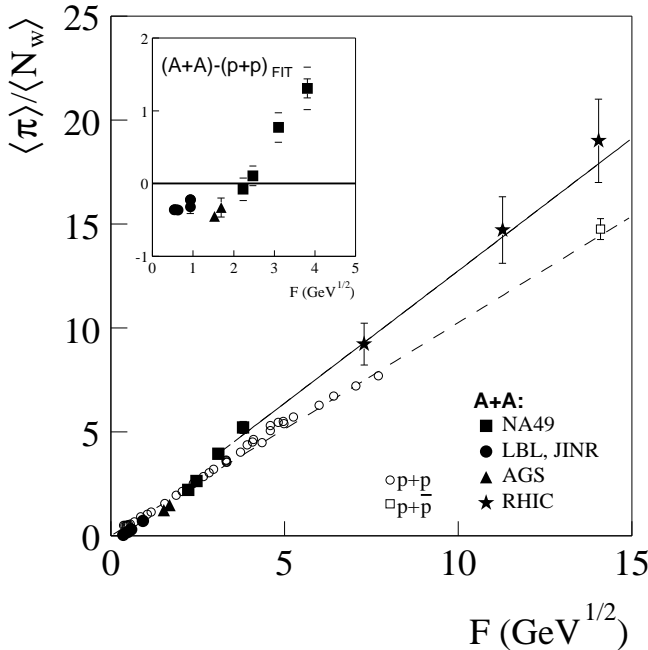 ⟨π⟩/⟨N_w⟩
25
20
15
10
5
0
2
1
0
-1
(A+A)-(p+p) FIT
0 1 2 3 4 5
F (GeV^1/2)
A+A:
NA49
LBL, JINR
AGS
RHIC
p+p
p+p̅
0 5 10 15
F (GeV^1/2)